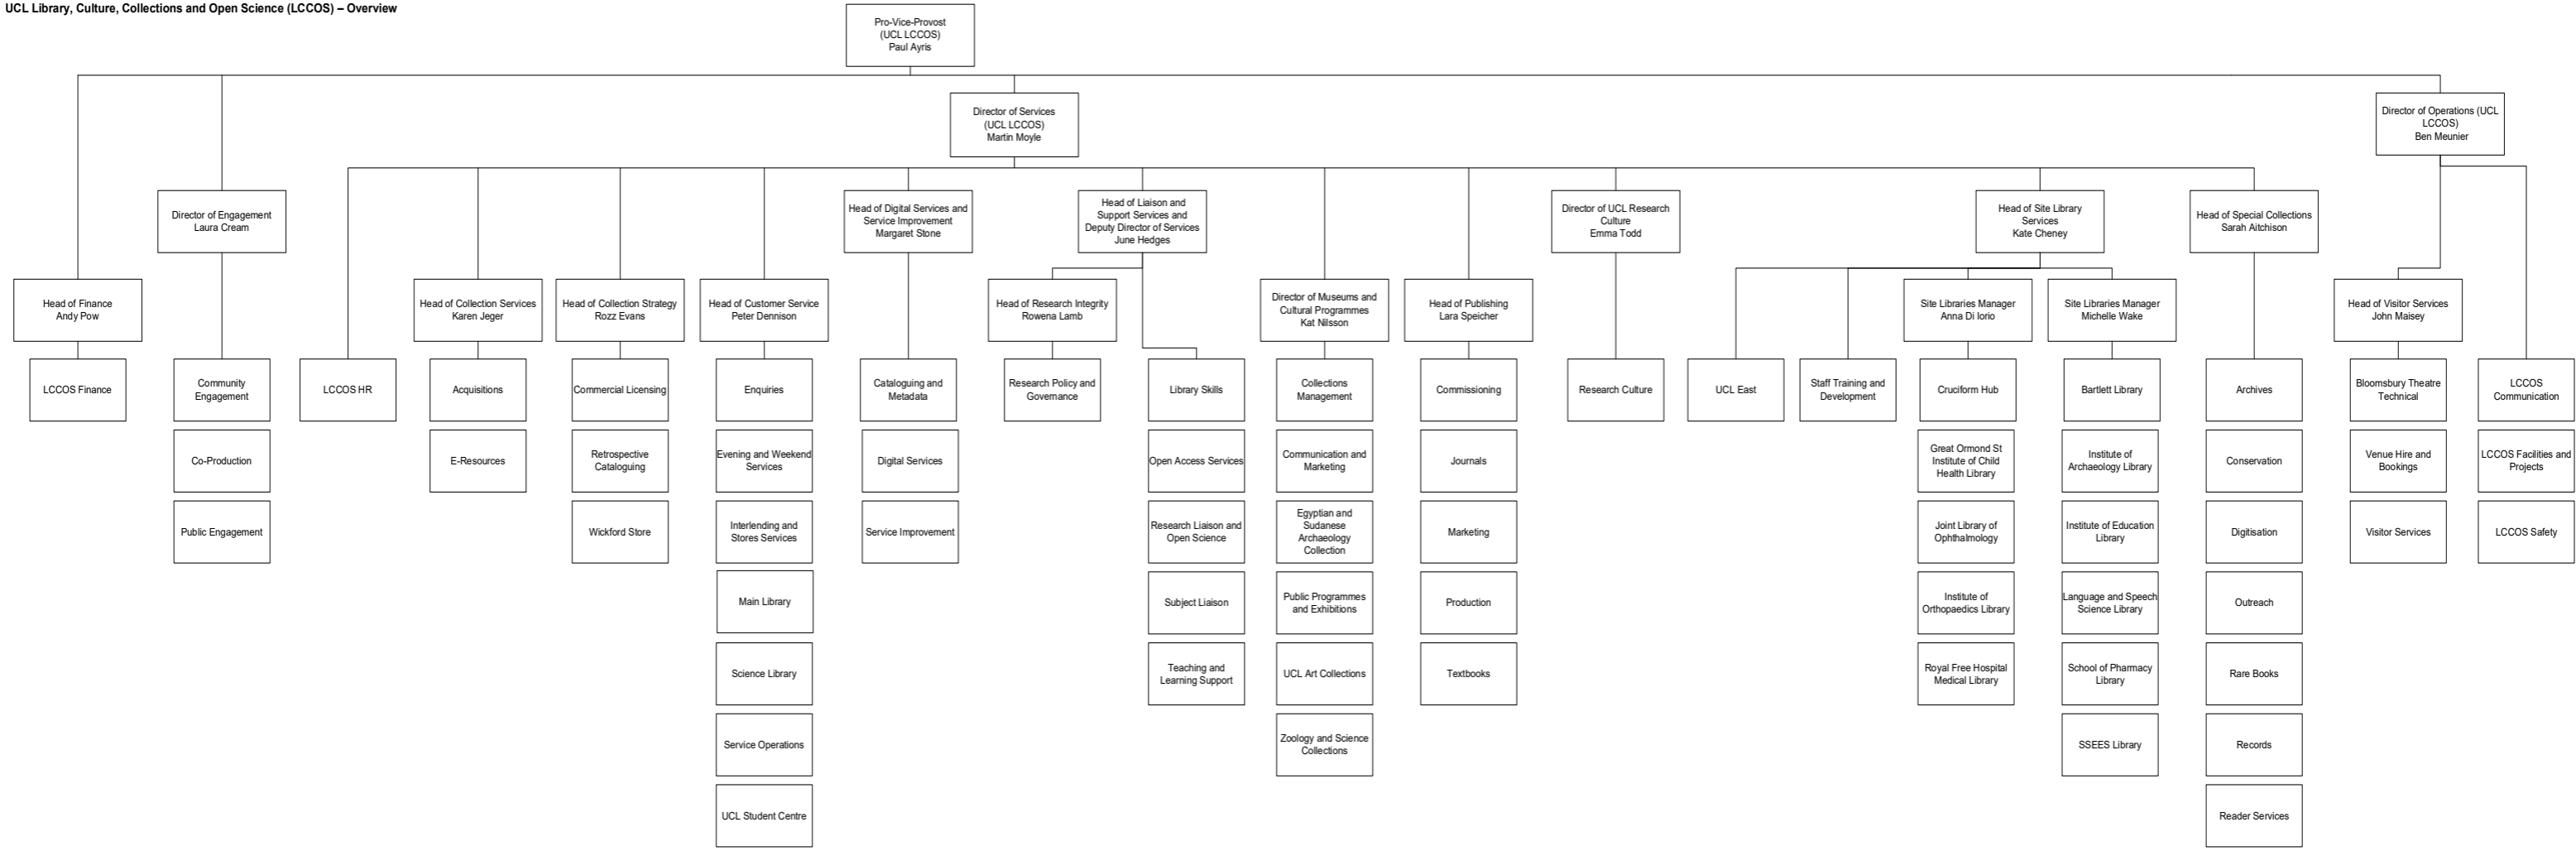 UCL Library, Culture, Collections and Open Science (LCCOS) – Overview
Pro-Vice-Provost
(UCL LCCOS)
Paul Ayris
Director of Services
(UCL LCCOS)
Martin Moyle
Director of Operations (UCL
LCCOS)
Ben Meunier
Director of Engagement
Laura Cream
Head of Digital Services and
Service Improvement
Margaret Stone
Head of Liaison and
Support Services and
Deputy Director of Services
June Hedges
Director of UCL Research
Culture
Emma Todd
Head of Site Library
Services
Kate Cheney
Head of Special Collections
Sarah Aitchison
Head of Finance
Andy Pow
Head of Collection Services
Karen Jeger
Head of Collection Strategy
Rozz Evans
Head of Customer Service
Peter Dennison
Head of Research Integrity
Rowena Lamb
Director of Museums and
Cultural Programmes
Kat Nilsson
Head of Publishing
Lara Speicher
Site Libraries Manager
Anna Di Iorio
Site Libraries Manager
Michelle Wake
Head of Visitor Services
John Maisey
LCCOS Finance
Community
Engagement
LCCOS HR
Acquisitions
Commercial Licensing
Enquiries
Cataloguing and
Metadata
Research Policy and
Governance
Library Skills
Collections
Management
Commissioning
Research Culture
UCL East
Staff Training and
Development
Cruciform Hub
Bartlett Library
Archives
Bloomsbury Theatre
Technical
LCCOS
Communication
Co-Production
E-Resources
Retrospective
Cataloguing
Evening and Weekend
Services
Digital Services
Open Access Services
Communication and
Marketing
Journals
Great Ormond St
Institute of Child
Health Library
Institute of
Archaeology Library
Conservation
Venue Hire and
Bookings
LCCOS Facilities and
Projects
Public Engagement
Wickford Store
Interlending and
Stores Services
Service Improvement
Research Liaison and
Open Science
Egyptian and
Sudanese
Archaeology
Collection
Marketing
Joint Library of
Ophthalmology
Institute of Education
Library
Digitisation
Visitor Services
LCCOS Safety
Main Library
Subject Liaison
Public Programmes
and Exhibitions
Production
Institute of
Orthopaedics Library
Language and Speech
Science Library
Outreach
Science Library
Teaching and
Learning Support
UCL Art Collections
Textbooks
Royal Free Hospital
Medical Library
School of Pharmacy
Library
Rare Books
Service Operations
Zoology and Science
Collections
SSEES Library
Records
UCL Student Centre
Reader Services